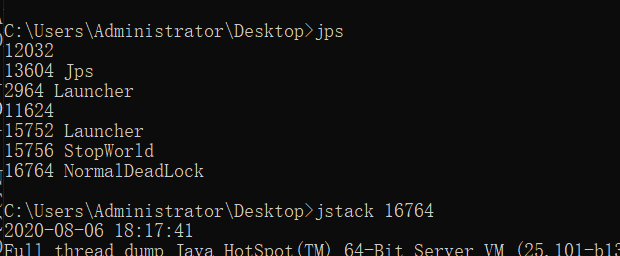 C:\Users\Administrator\Desktop>jps
12032
13604 Jps
2964 Launcher
11624
15752 Launcher
15756 StopWorld
16764 NormalDeadLock
C:\Users\Administrator\Desktop>jstack 16764
2020-08-06 18:17:41
Full thread dump Java HotSpot(TM) 64-Bit Server VM (25.101-b13